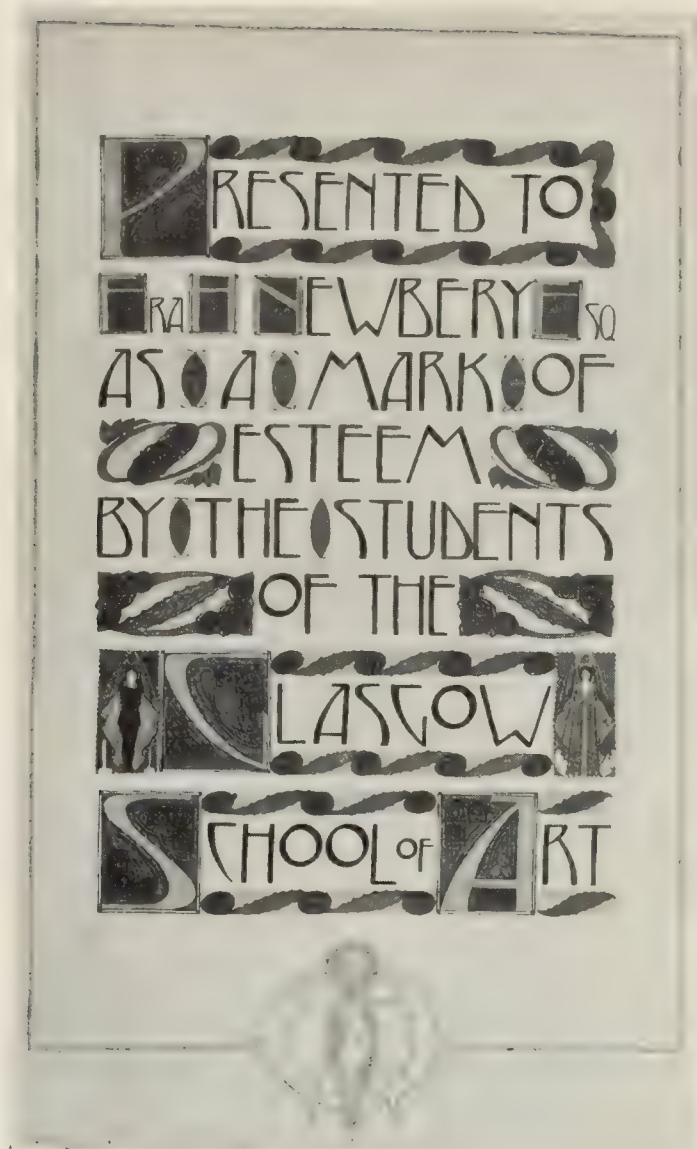 PRESENTED TO
FRA H NEWBERY ESQ
AS A MARK OF
ESTEEM
BY THE STUDENTS
OF THE
GLASGOW
SCHOOL OF ART